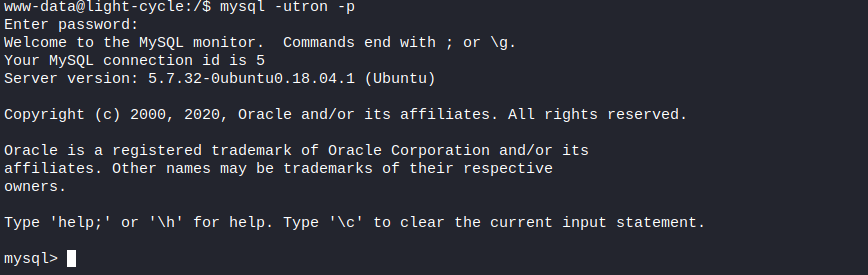 www-data@light-cycle:/$ mysql -utron -p
Enter password:
Welcome to the MySQL monitor.  Commands end with ; or \g.
Your MySQL connection id is 5
Server version: 5.7.32-0ubuntu0.18.04.1 (Ubuntu)
Copyright (c) 2000, 2020, Oracle and/or its affiliates. All rights reserved.
Oracle is a registered trademark of Oracle Corporation and/or its
affiliates. Other names may be trademarks of their respective
owners.
Type 'help;' or '\h' for help. Type '\c' to clear the current input statement.
mysql>